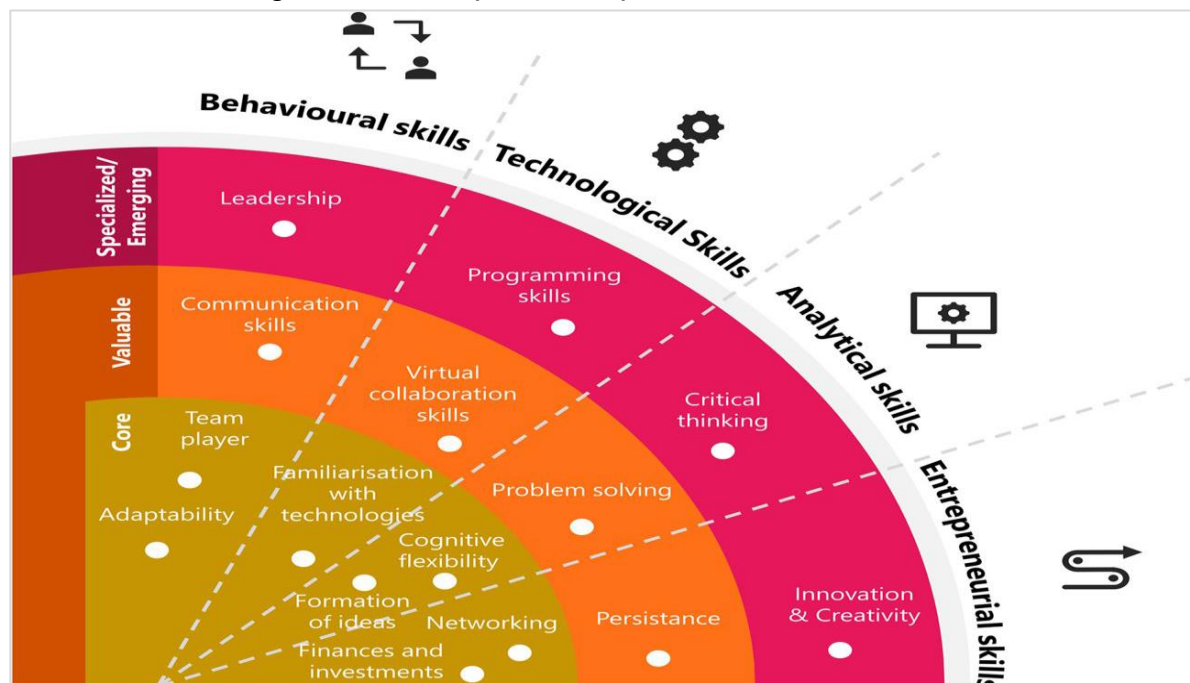 Behavioural skills
Technological Skills
Analytical skills
Entrepreneurial skills
Specialized/
Emerging
Leadership
Programming
skills
Critical
thinking
Innovation
& Creativity
Valuable
Communication
skills
Virtual
collaboration
skills
Problem solving
Persistance
Core
Team
player
Adaptability
Familiarisation
with
technologies
Cognitive
flexibility
Formation
of ideas
Networking
Finances and
investments